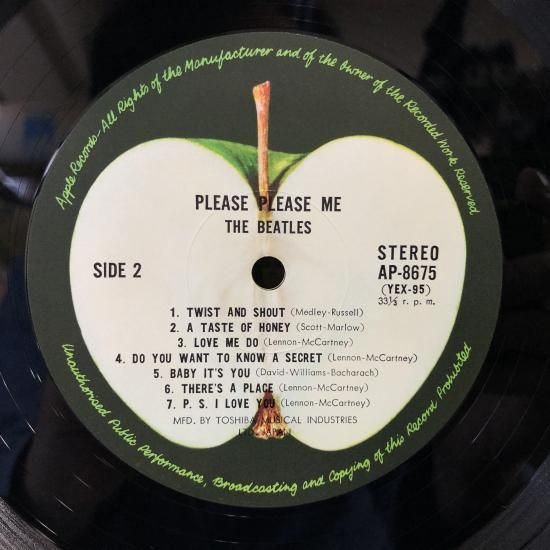 Apple Records-All Rights of the Manufacturer and of the Owner of the Recorded Work Reserved
PLEASE PLEASE ME
THE BEATLES
SIDE 2
STEREO
AP-8675
(YEX-95)
33⅓ r. p. m.
1. TWIST AND SHOUT (Medley-Russell)
2. A TASTE OF HONEY (Scott-Marlow)
3. LOVE ME DO (Lennon-McCartney)
4. DO YOU WANT TO KNOW A SECRET (Lennon-McCartney)
5. BABY IT'S YOU (David-Williams-Bacharach)
6. THERE'S A PLACE (Lennon-McCartney)
7. P. S. I LOVE YOU (Lennon-McCartney)
MFD. BY TOSHIBA MUSICAL INDUSTRIES
LTD. JAPAN
Unauthorised Public Performance, Broadcasting and Copying of this Record Prohibited